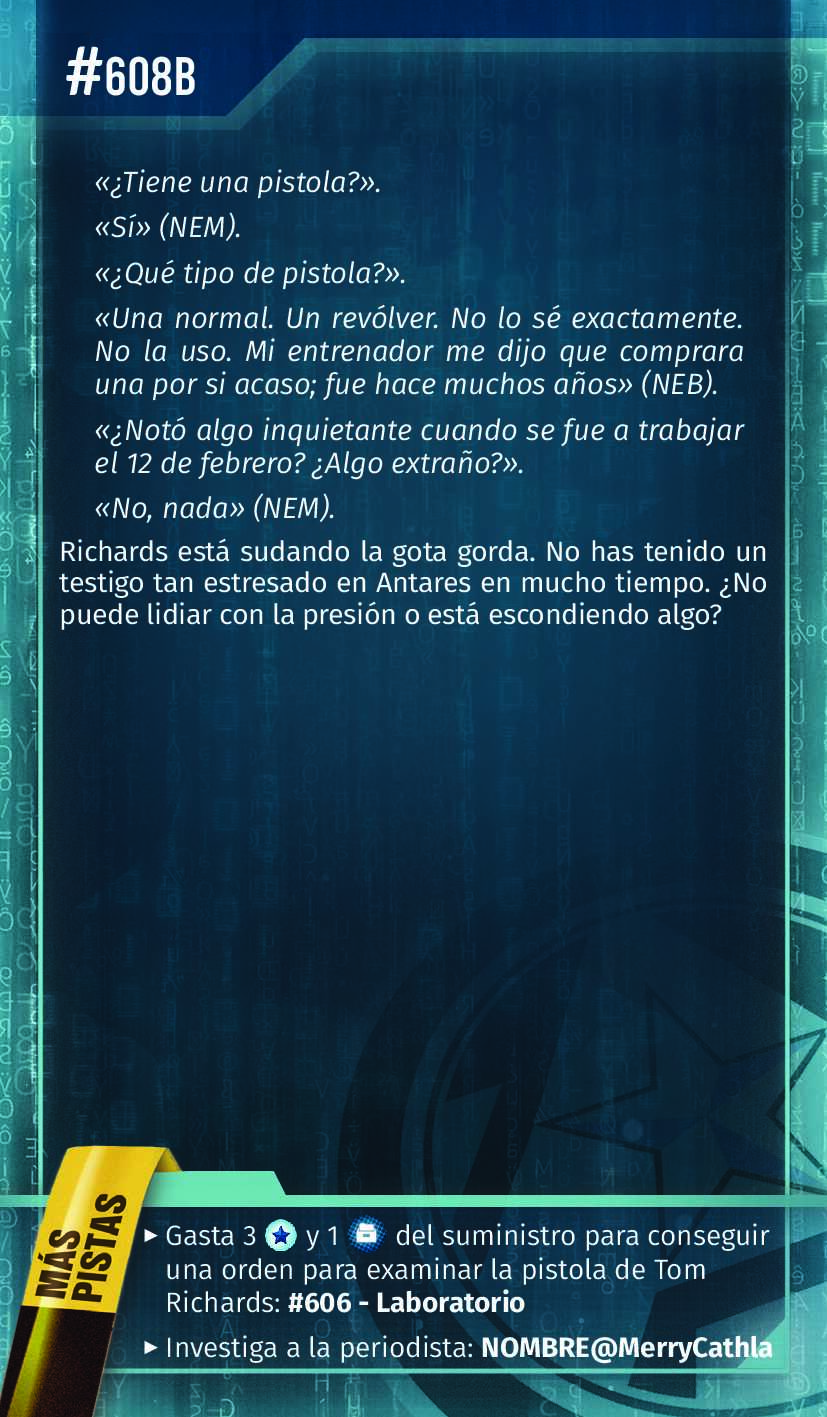 #608B
«¿Tiene una pistola?».
«Sí» (NEM).
«¿Qué tipo de pistola?».
«Una normal. Un revólver. No lo sé exactamente.
No la uso. Mi entrenador me dijo que comprara
una por si acaso; fue hace muchos años» (NEB).
«¿Notó algo inquietante cuando se fue a trabajar
el 12 de febrero? ¿Algo extraño?».
«No, nada» (NEM).
Richards está sudando la gota gorda. No has tenido un
testigo tan estresado en Antares en mucho tiempo. ¿No
puede lidiar con la presión o está escondiendo algo?
MÁS
PISTAS
▸ Gasta 3 y 1 del suministro para conseguir
una orden para examinar la pistola de Tom
Richards: #606 - Laboratorio
▸ Investiga a la periodista: NOMBRE@MerryCathla